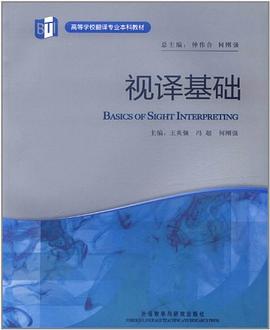 BTI
高等学校翻译专业本科教材
总主编：仲伟合 何刚强
视译基础
BASICS OF SIGHT INTERPRETING
主编：王炎强 冯超 何刚强
外语教学与研究出版社
FOREIGN LANGUAGE TEACHING AND RESEARCH PRESS